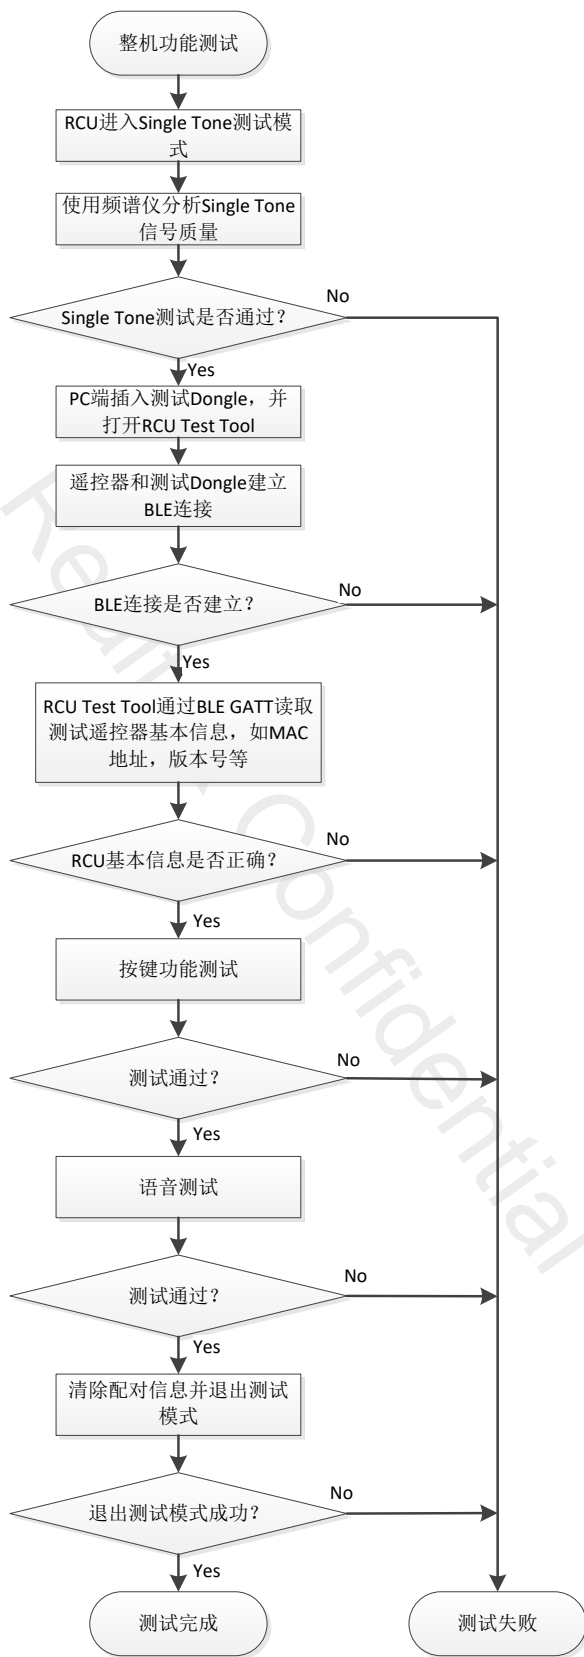 整机功能测试
RCU进入Single Tone测试模
式
使用频谱仪分析Single Tone
信号质量
No
Single Tone测试是否通过？
Yes
PC端插入测试Dongle，并
打开RCU Test Tool
遥控器和测试Dongle建立
BLE连接
No
BLE连接是否建立？
Yes
RCU Test Tool通过BLE GATT读取
测试遥控器基本信息，如MAC
地址，版本号等
No
RCU基本信息是否正确？
Yes
按键功能测试
No
测试通过？
Yes
语音测试
No
测试通过？
Yes
清除配对信息并退出测试
模式
No
退出测试模式成功？
Yes
测试完成
测试失败
Realtek Confidential